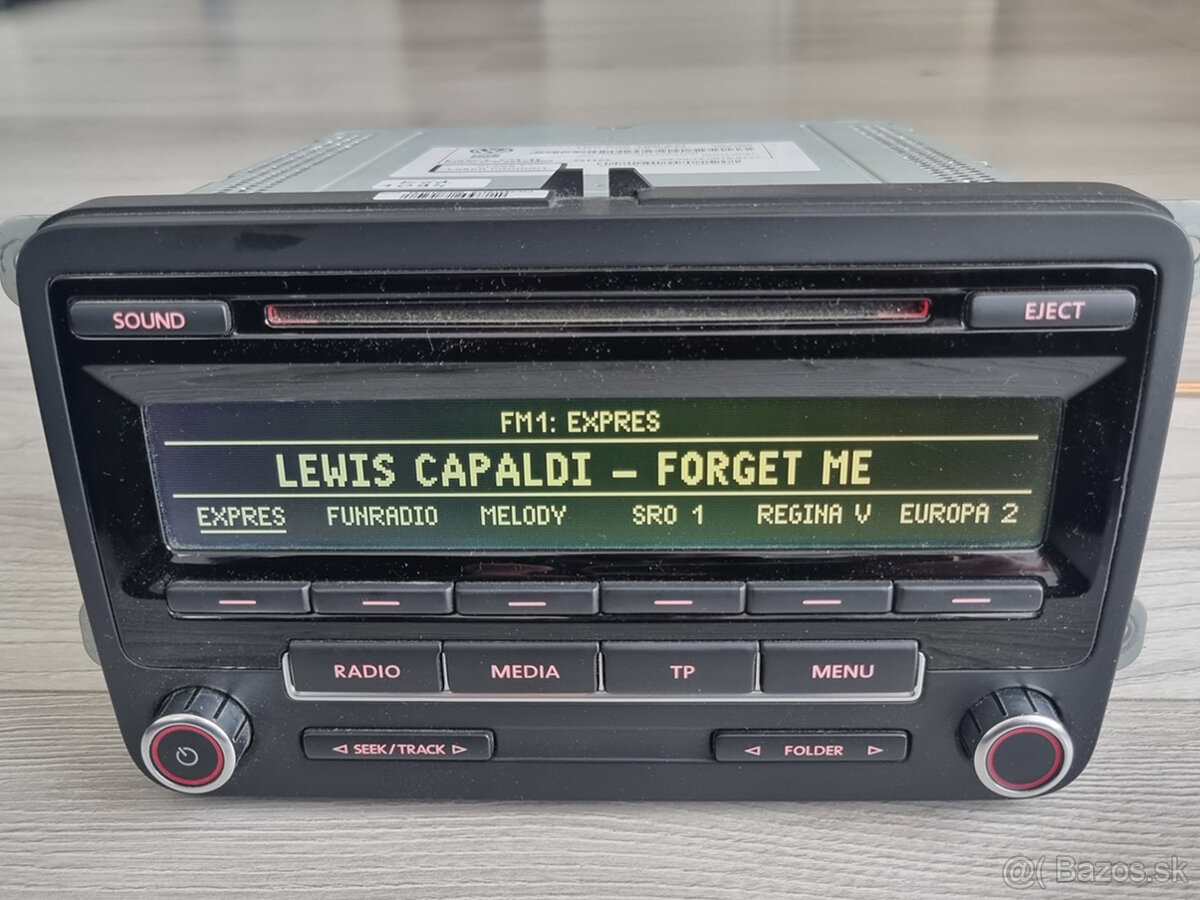 SOUND
EJECT
FM1: EXPRES
LEWIS CAPALDI – FORGET ME
EXPRES FUNRADIO MELODY SRO 1 REGINA V EUROPA 2
RADIO MEDIA TP MENU
◁ SEEK/TRACK ▷ ◁ FOLDER ▷
@( Bazos.sk